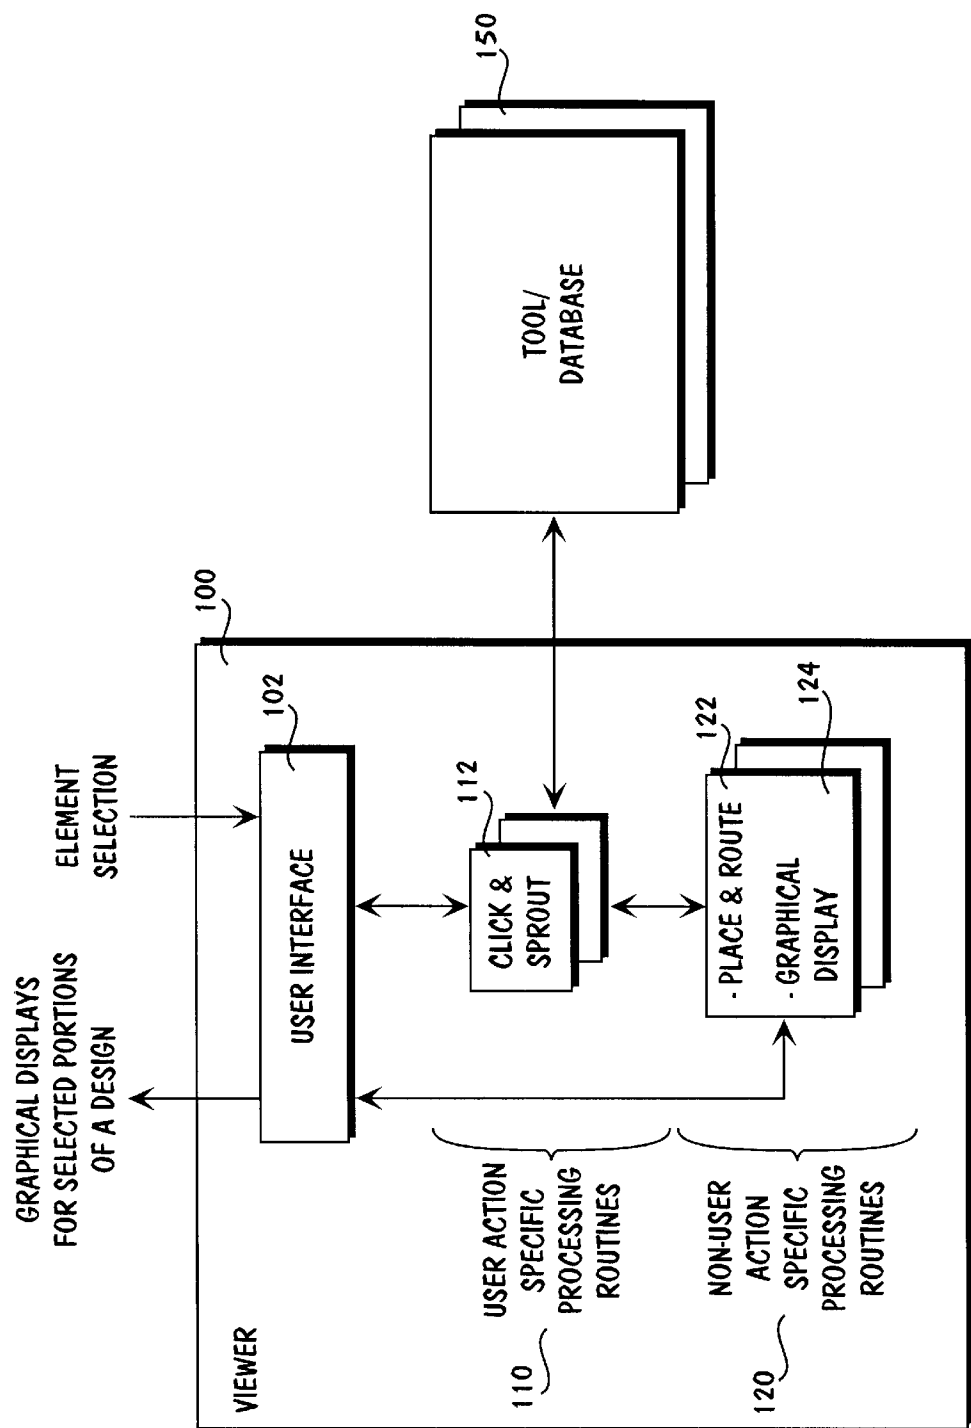 GRAPHICAL DISPLAYS
FOR SELECTED PORTIONS
OF A DESIGN
ELEMENT
SELECTION
VIEWER
100
102
USER INTERFACE
USER ACTION
SPECIFIC
PROCESSING
ROUTINES
110
CLICK &
SPROUT
112
NON-USER
ACTION
SPECIFIC
PROCESSING
ROUTINES
120
- PLACE & ROUTE
- GRAPHICAL
DISPLAY
122
124
TOOL/
DATABASE
150